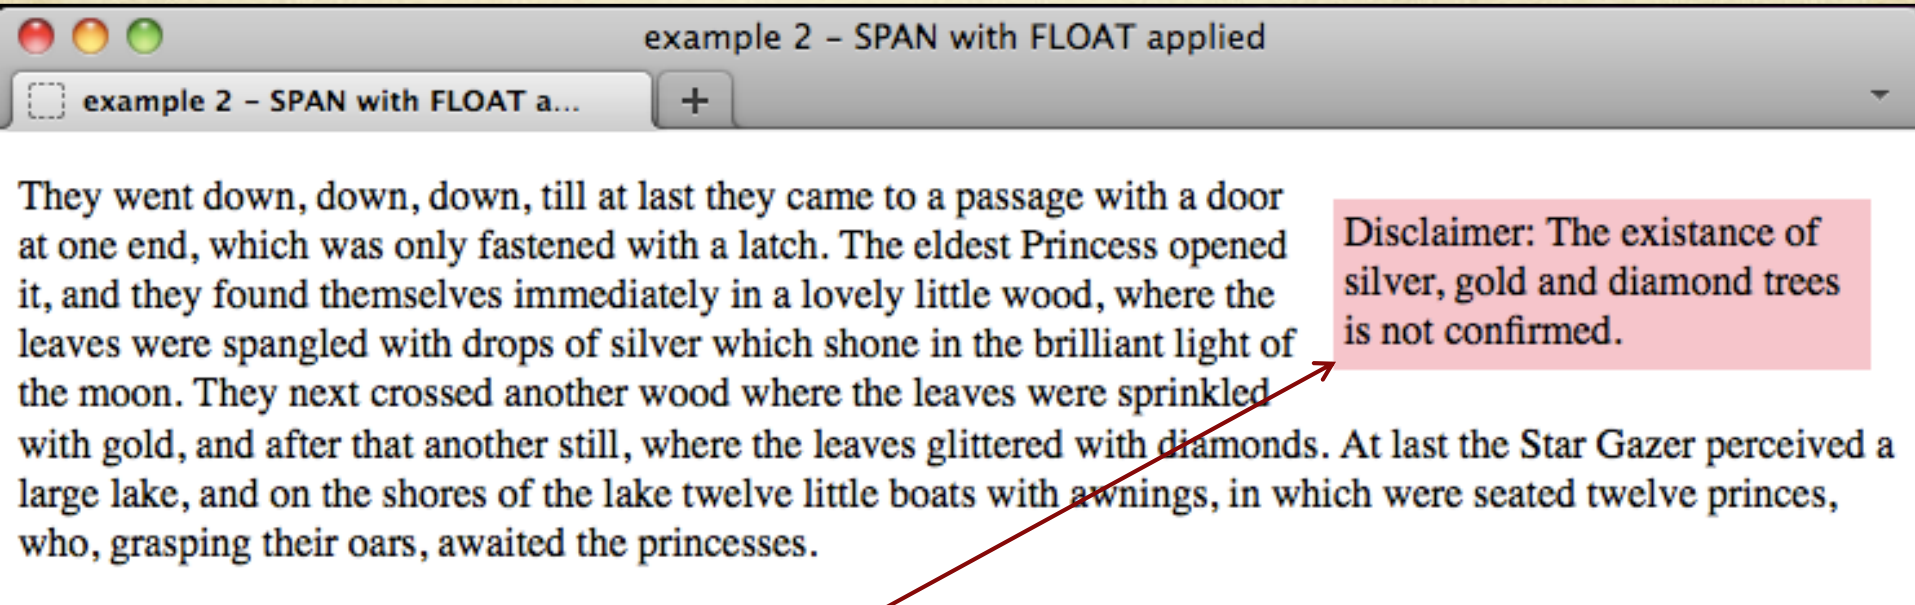 example 2 – SPAN with FLOAT applied
example 2 – SPAN with FLOAT a...
They went down, down, down, till at last they came to a passage with a door
at one end, which was only fastened with a latch. The eldest Princess opened
it, and they found themselves immediately in a lovely little wood, where the
leaves were spangled with drops of silver which shone in the brilliant light of
the moon. They next crossed another wood where the leaves were sprinkled
with gold, and after that another still, where the leaves glittered with diamonds. At last the Star Gazer perceived a
large lake, and on the shores of the lake twelve little boats with awnings, in which were seated twelve princes,
who, grasping their oars, awaited the princesses.
Disclaimer: The existance of
silver, gold and diamond trees
is not confirmed.